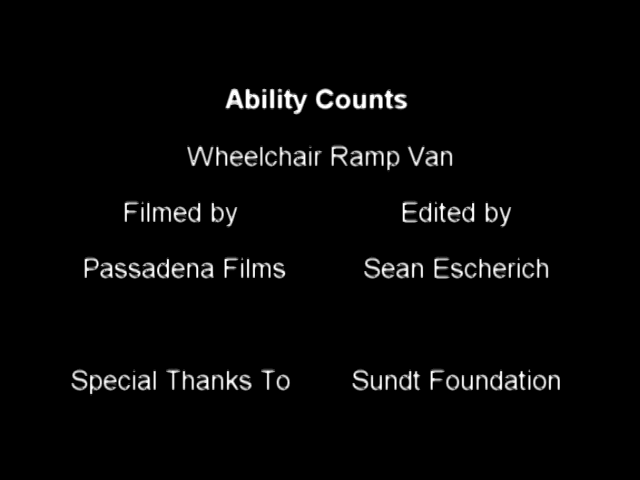 Ability Counts
Wheelchair Ramp Van
Filmed by Edited by
Passadena Films Sean Escherich
Special Thanks To Sundt Foundation